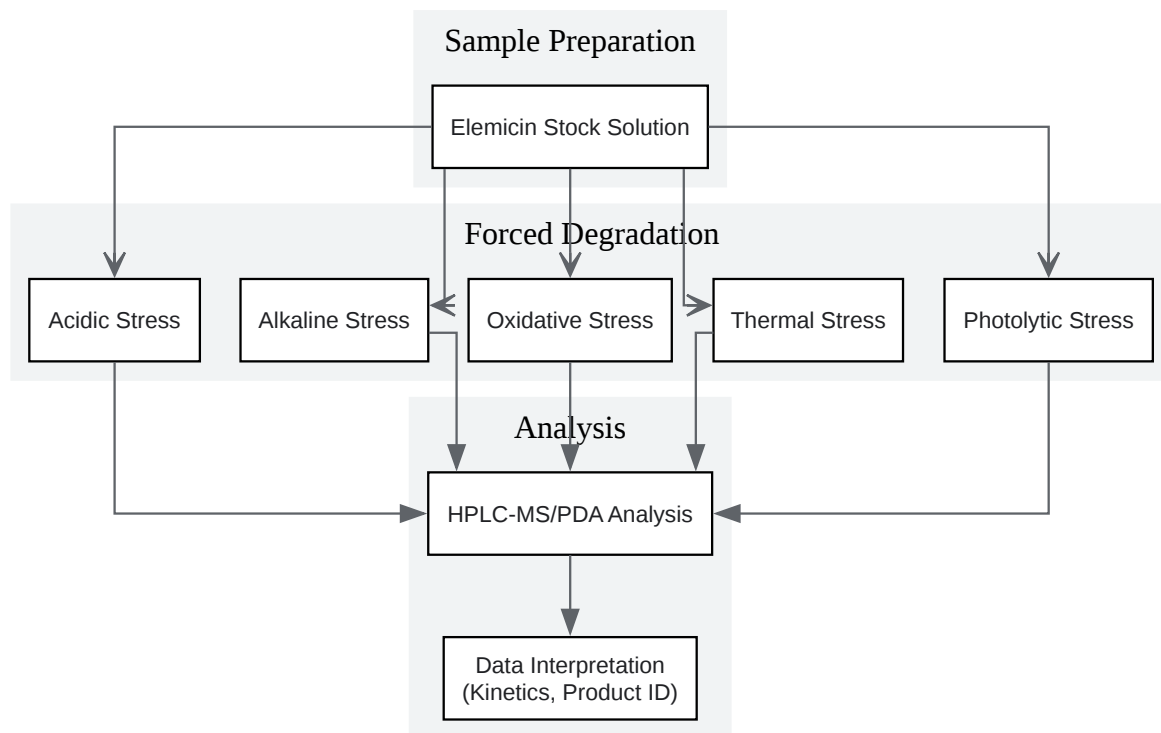 Sample Preparation
Elemicin Stock Solution
Forced Degradation
Acidic Stress
Alkaline Stress
Oxidative Stress
Thermal Stress
Photolytic Stress
Analysis
HPLC-MS/PDA Analysis
Data Interpretation
(Kinetics, Product ID)